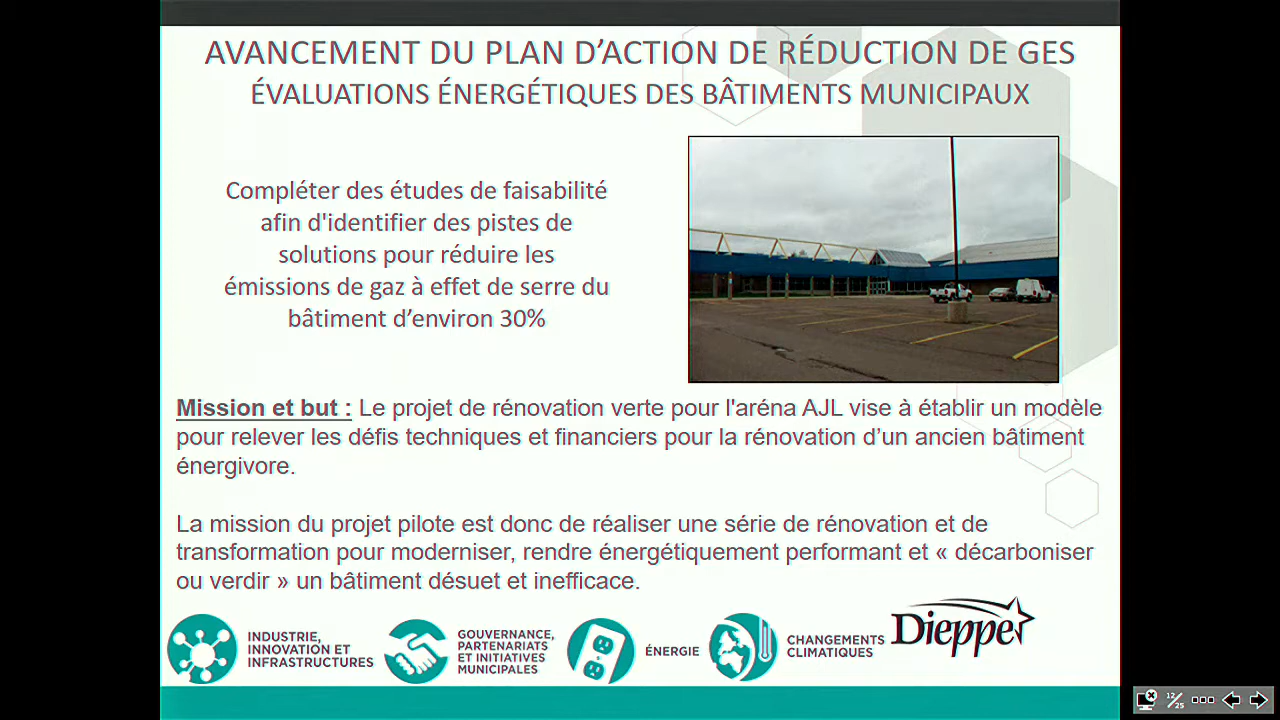 AVANCEMENT DU PLAN D’ACTION DE RÉDUCTION DE GES
ÉVALUATIONS ÉNERGÉTIQUES DES BÂTIMENTS MUNICIPAUX
Compléter des études de faisabilité
afin d'identifier des pistes de
solutions pour réduire les
émissions de gaz à effet de serre du
bâtiment d’environ 30%
Mission et but : Le projet de rénovation verte pour l'aréna AJL vise à établir un modèle
pour relever les défis techniques et financiers pour la rénovation d’un ancien bâtiment
énergivore.
La mission du projet pilote est donc de réaliser une série de rénovation et de
transformation pour moderniser, rendre énergétiquement performant et « décarboniser
ou verdir » un bâtiment désuet et inefficace.
INDUSTRIE,
INNOVATION ET
INFRASTRUCTURES
GOUVERNANCE,
PARTENARIATS
ET INITIATIVES
MUNICIPALES
ÉNERGIE
CHANGEMENTS
CLIMATIQUES
Dieppe
12/25